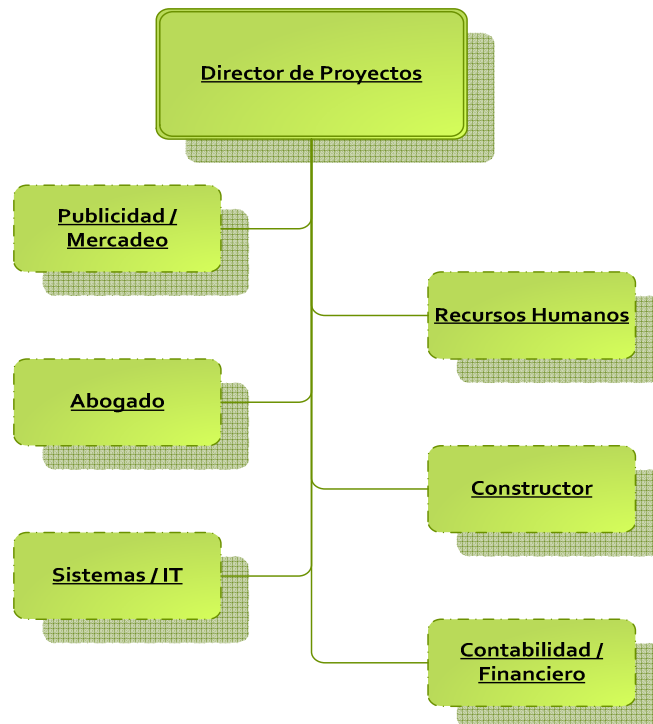 Director de Proyectos
Publicidad /
Mercadeo
Recursos Humanos
Abogado
Constructor
Sistemas / IT
Contabilidad /
Financiero